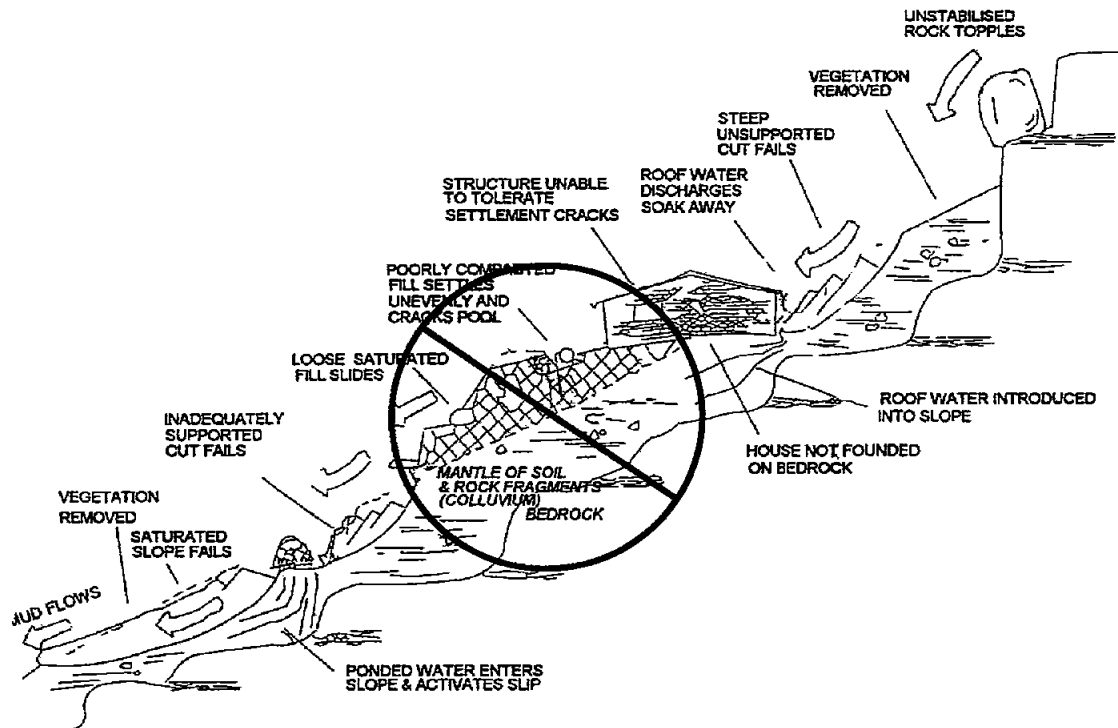 UNSTABILISED
ROCK TOPPLES
VEGETATION
REMOVED
STEEP
UNSUPPORTED
CUT FAILS
ROOF WATER
DISCHARGES
SOAK AWAY
STRUCTURE UNABLE
TO TOLERATE
SETTLEMENT CRACKS
POORLY COMPACTED
FILL SETTLES
UNEVENLY AND
CRACKS POOL
LOOSE SATURATED
FILL SLIDES
INADEQUATELY
SUPPORTED
CUT FAILS
ROOF WATER INTRODUCED
INTO SLOPE
HOUSE NOT FOUNDED
ON BEDROCK
MANTLE OF SOIL
& ROCK FRAGMENTS
(COLLUVIUM)
BEDROCK
VEGETATION
REMOVED
SATURATED
SLOPE FAILS
MUD FLOWS
PONDED WATER ENTERS
SLOPE & ACTIVATES SLIP